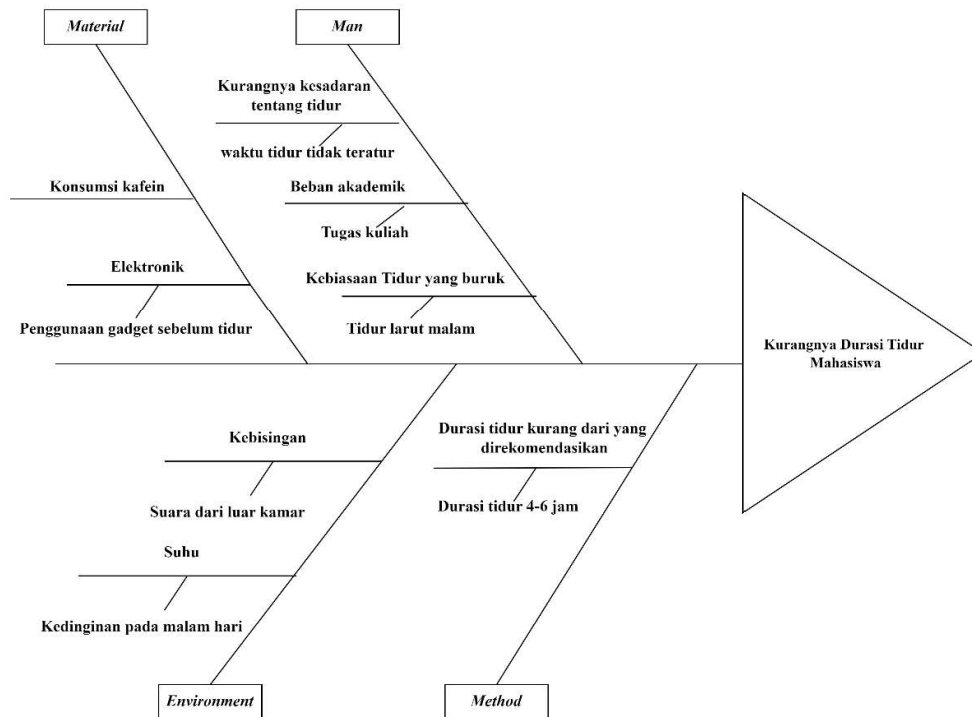 Material
Man
Kurangnya kesadaran
tentang tidur
waktu tidur tidak teratur
Konsumsi kafein
Beban akademik
Tugas kuliah
Elektronik
Kebiasaan Tidur yang buruk
Penggunaan gadget sebelum tidur
Tidur larut malam
Kurangnya Durasi Tidur
Mahasiswa
Kebisingan
Durasi tidur kurang dari yang
direkomendasikan
Suara dari luar kamar
Durasi tidur 4-6 jam
Suhu
Kedinginan pada malam hari
Environment
Method